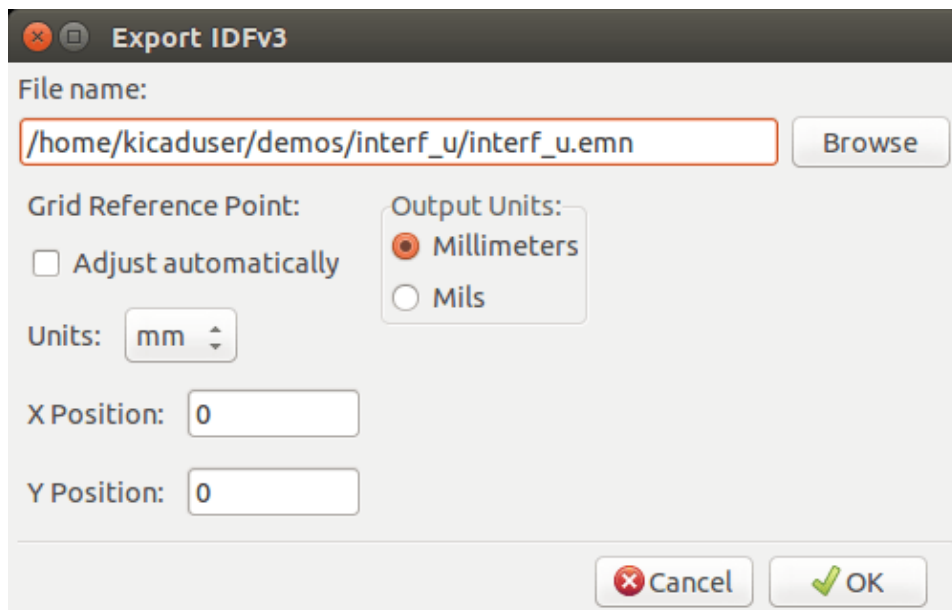 Export IDFv3
File name:
/home/kicaduser/demos/interf_u/interf_u.emn
Browse
Grid Reference Point:
Output Units:
Adjust automatically
Millimeters
Mils
Units: mm
X Position: 0
Y Position: 0
Cancel
OK